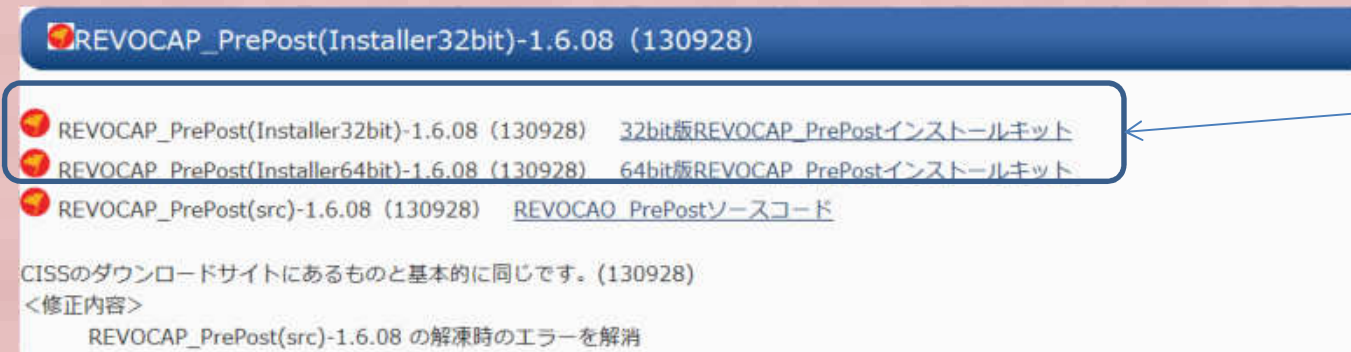 REVOCAP_PrePost(Installer32bit)-1.6.08（130928）
REVOCAP_PrePost(Installer32bit)-1.6.08（130928） 32bit版REVOCAP_PrePostインストールキット
REVOCAP_PrePost(Installer64bit)-1.6.08（130928） 64bit版REVOCAP_PrePostインストールキット
REVOCAP_PrePost(src)-1.6.08（130928） REVOCAO_PrePostソースコード
CISSのダウンロードサイトにあるものと基本的に同じです。(130928)
＜修正内容＞
REVOCAP_PrePost(src)-1.6.08 の解凍時のエラーを解消